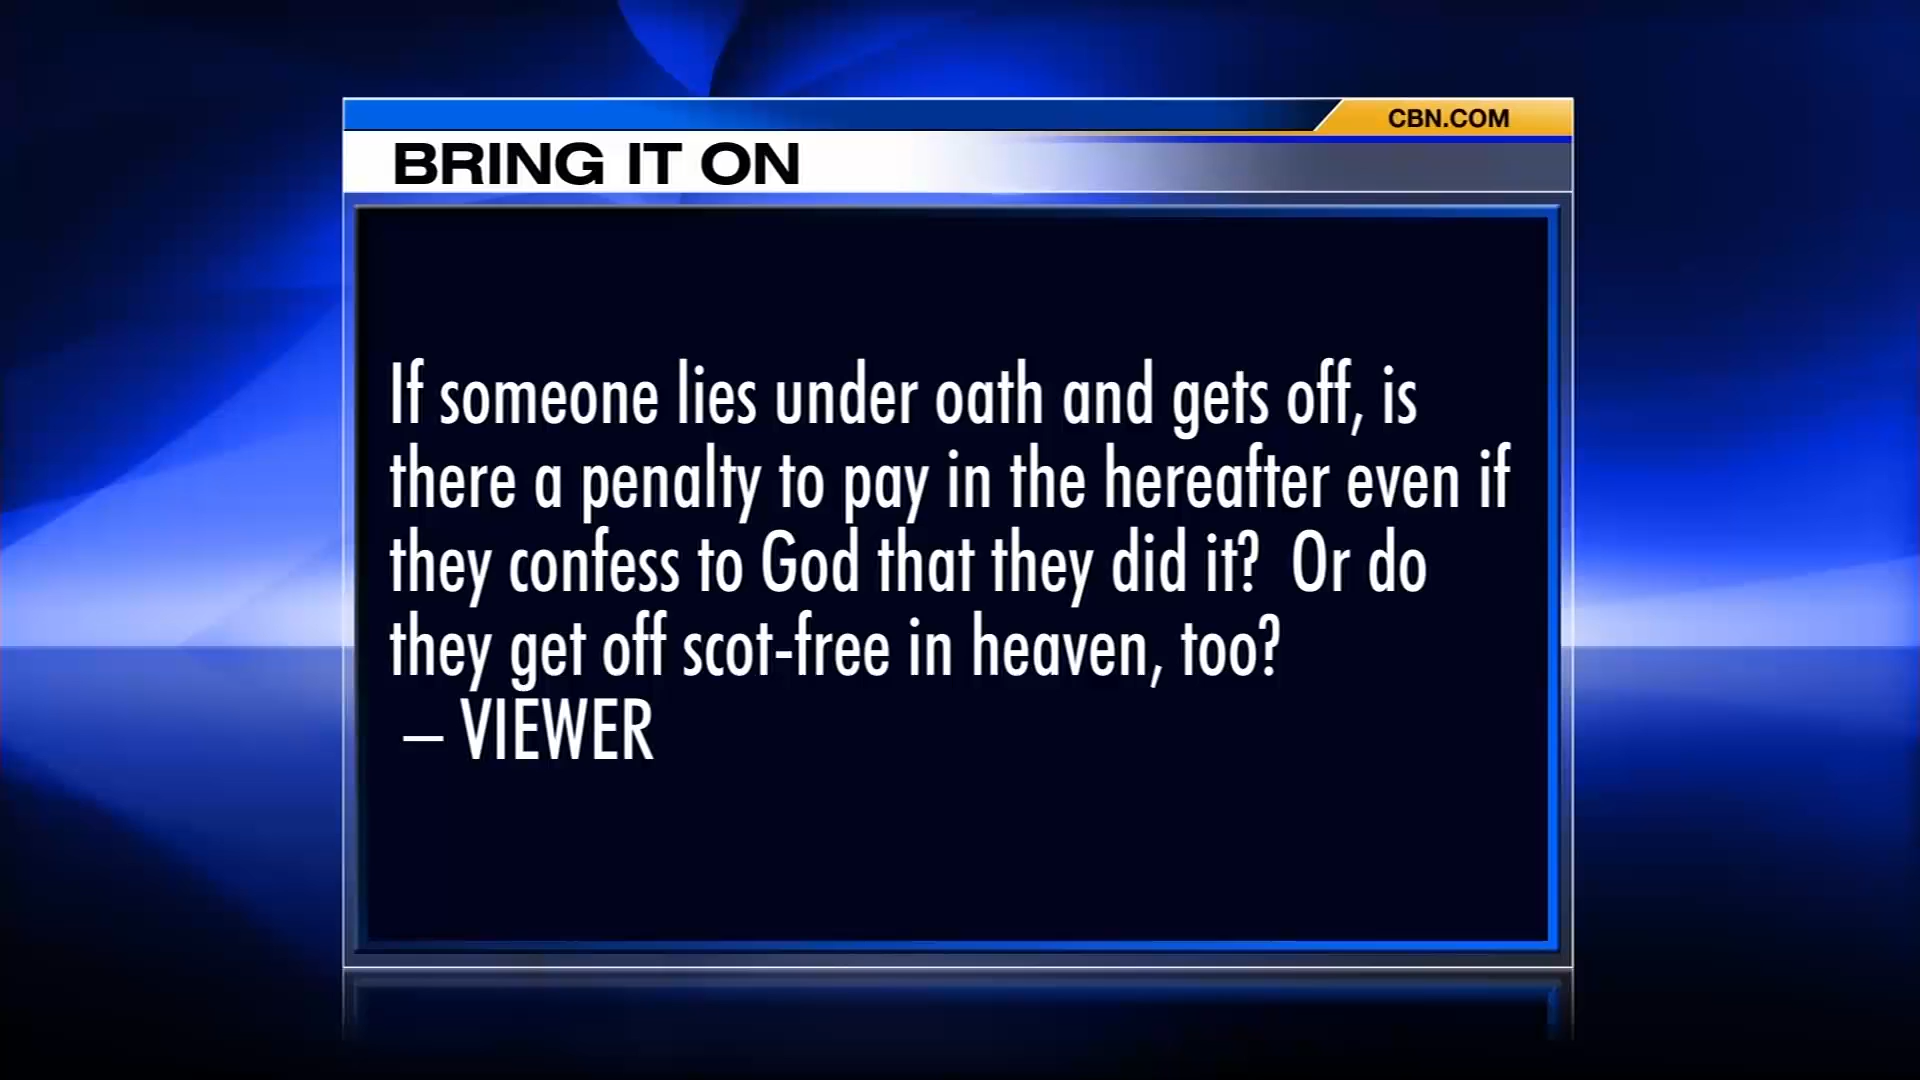 CBN.COM
BRING IT ON
If someone lies under oath and gets off, is
there a penalty to pay in the hereafter even if
they confess to God that they did it?  Or do
they get off scot-free in heaven, too?
– VIEWER